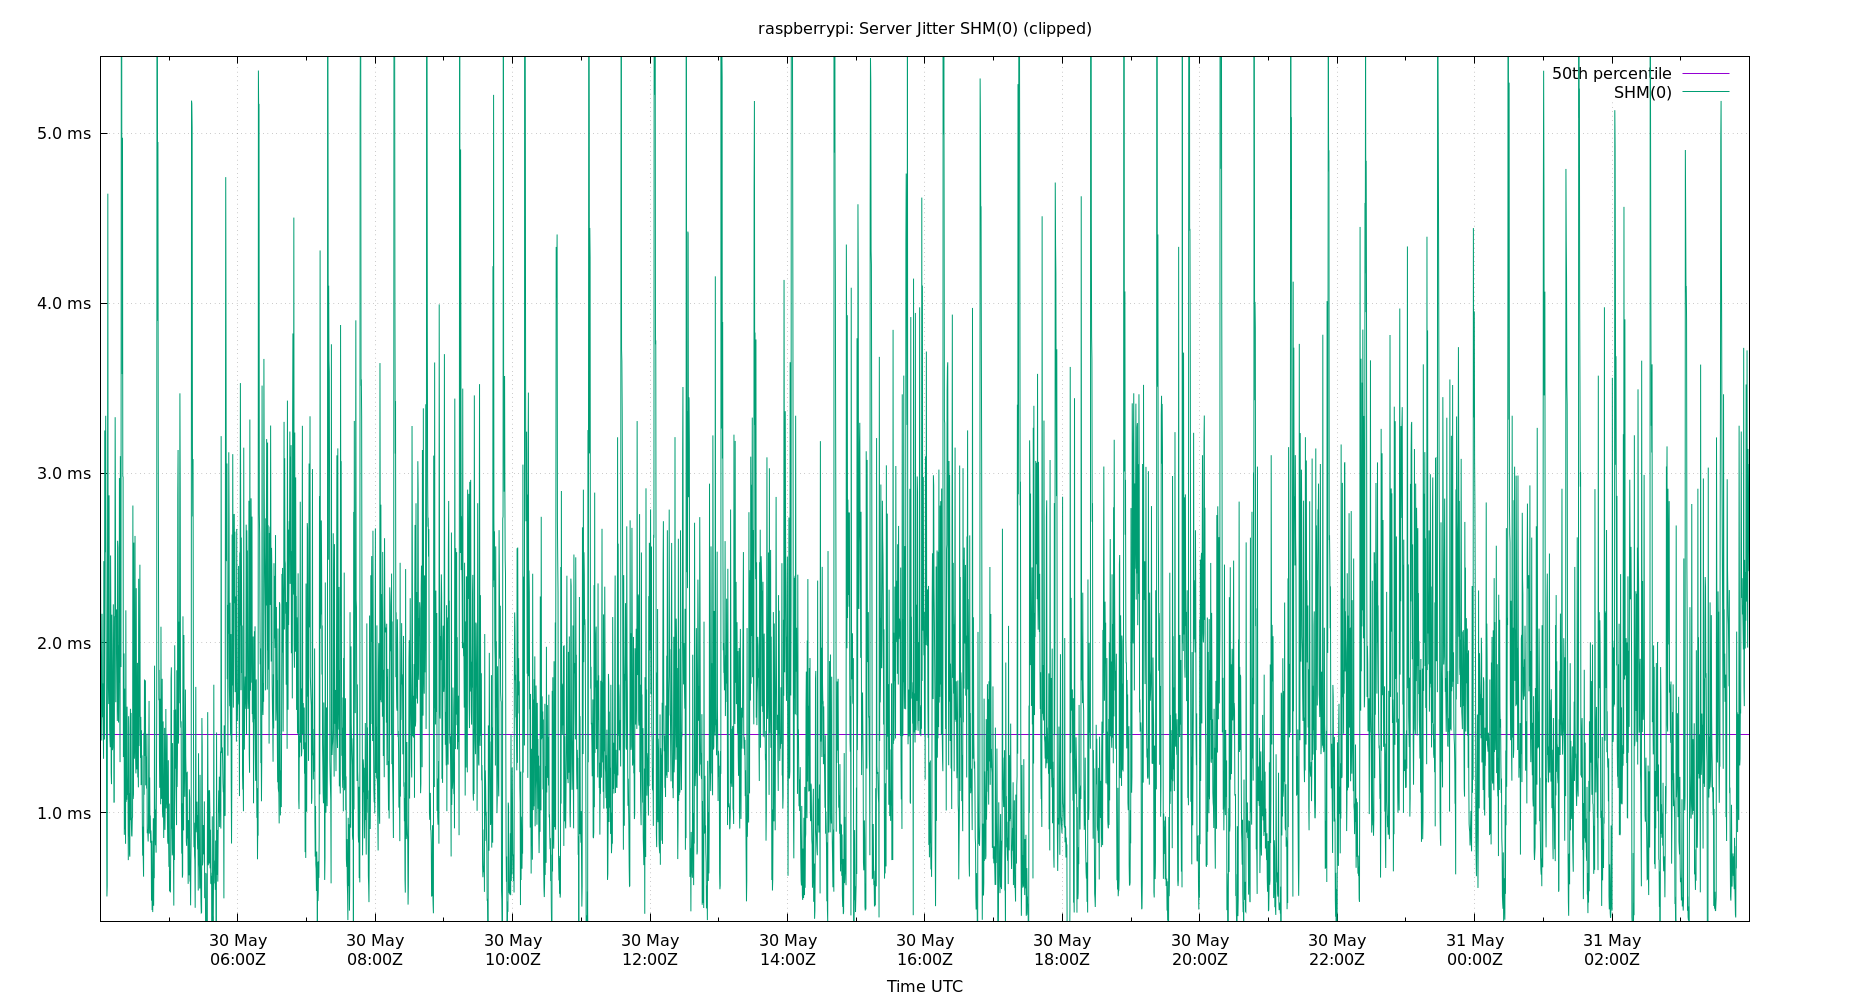 raspberrypi: Server Jitter SHM(0) (clipped)
50th percentile
SHM(0)
5.0 ms
4.0 ms
3.0 ms
2.0 ms
1.0 ms
30 May 30 May 30 May 30 May 30 May 30 May 30 May 30 May 30 May 31 May 31 May
06:00Z 08:00Z 10:00Z 12:00Z 14:00Z 16:00Z 18:00Z 20:00Z 22:00Z 00:00Z 02:00Z
Time UTC